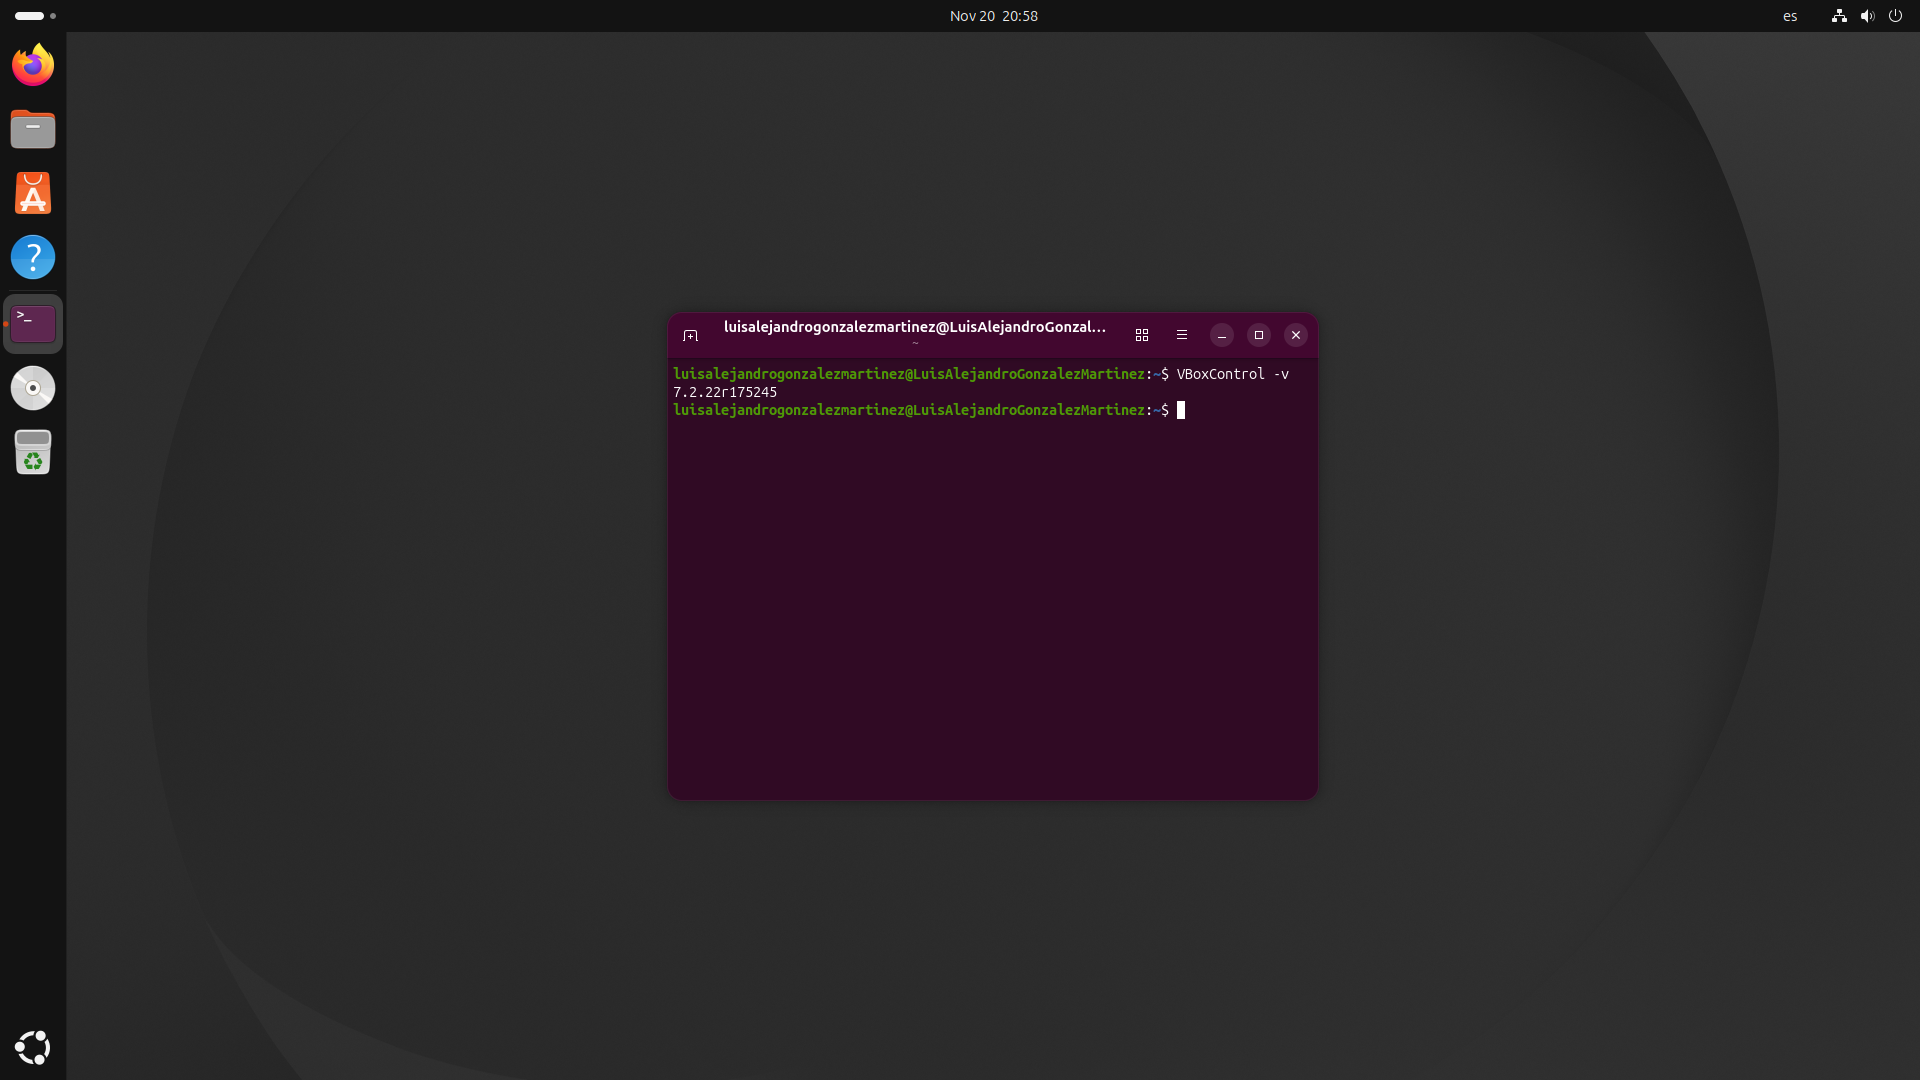 Nov 20 20:58
es
luisalejandrogonzalezmartinez@LuisAlejandroGonzal...
~
luisalejandrogonzalezmartinez@LuisAlejandroGonzalezMartinez:~$ VBoxControl -v
7.2.22r175245
luisalejandrogonzalezmartinez@LuisAlejandroGonzalezMartinez:~$